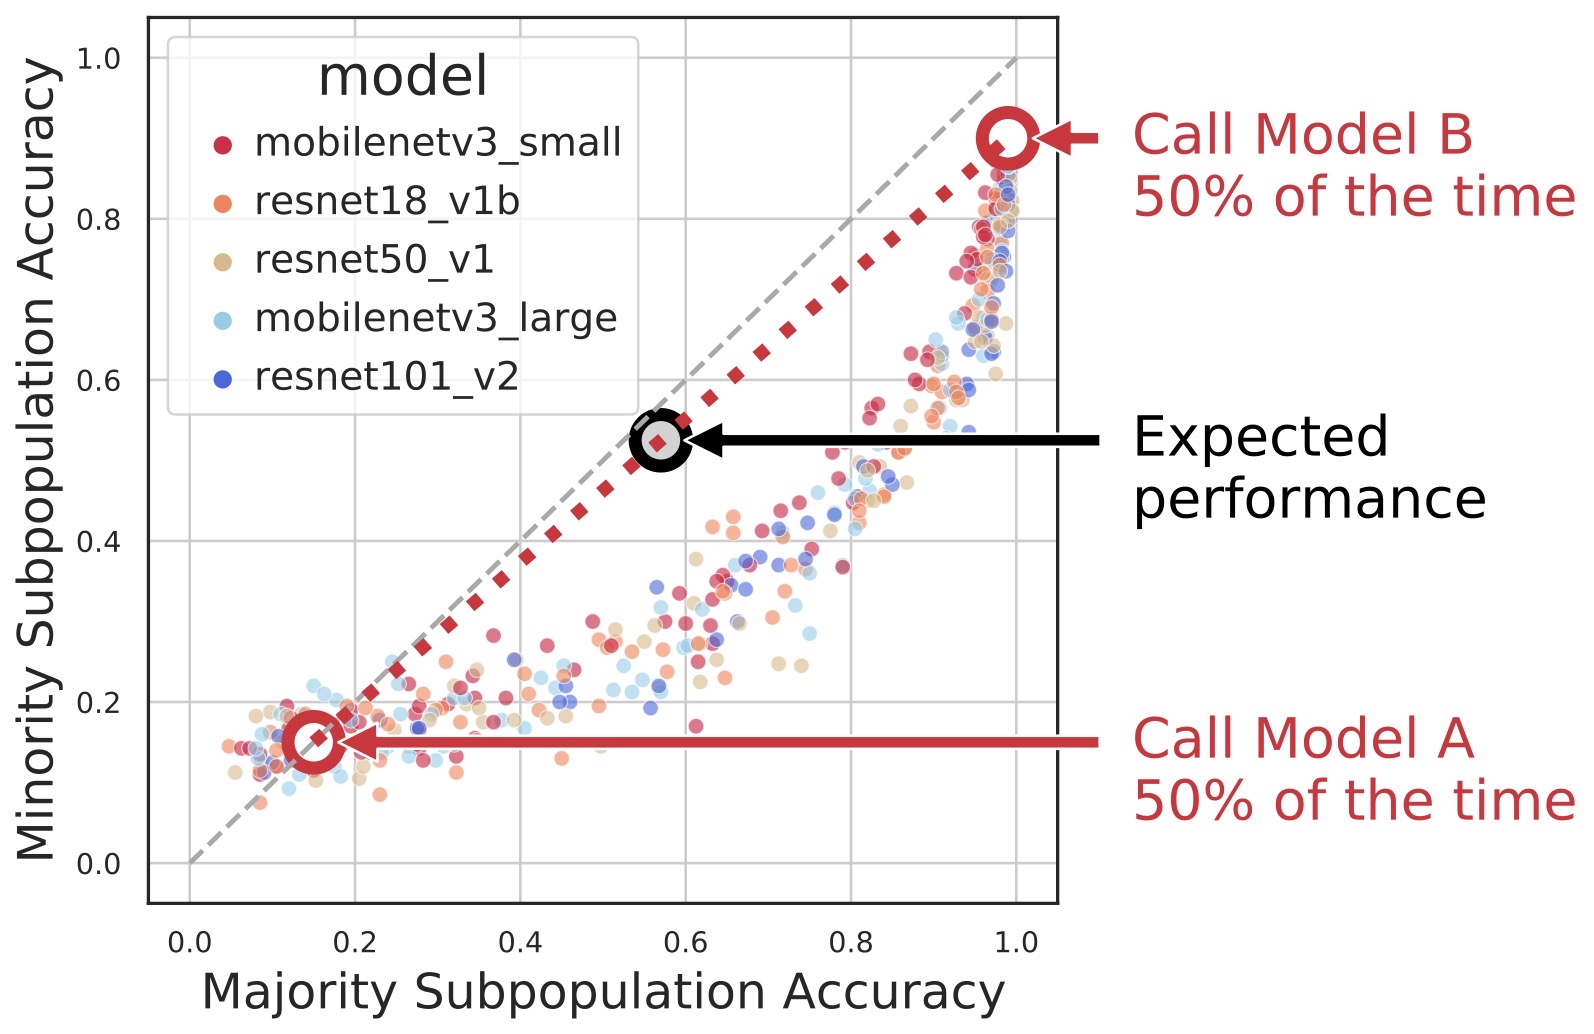 model
mobilenetv3_small
resnet18_v1b
resnet50_v1
mobilenetv3_large
resnet101_v2
Minority Subpopulation Accuracy
1.0
0.8
0.6
0.4
0.2
0.0
0.0 0.2 0.4 0.6 0.8 1.0
Majority Subpopulation Accuracy
Call Model B
50% of the time
Expected
performance
Call Model A
50% of the time